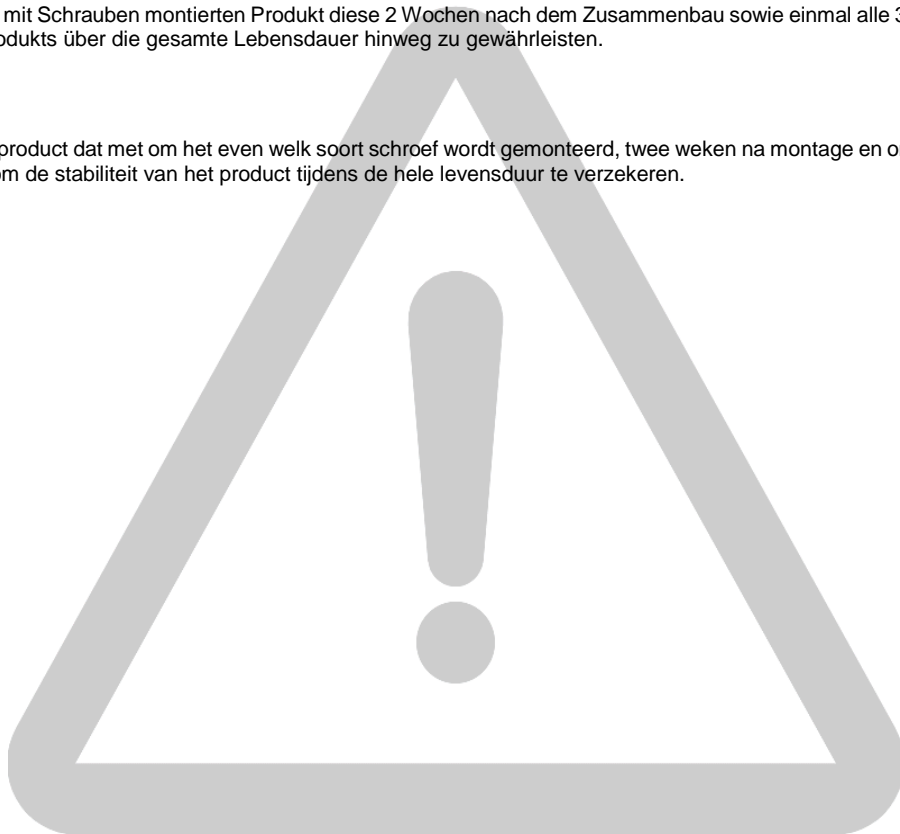 mit Schrauben montierten Produkt diese 2 Wochen nach dem Zusammenbau sowie einmal alle 3
odukts über die gesamte Lebensdauer hinweg zu gewährleisten.
product dat met om het even welk soort schroef wordt gemonteerd, twee weken na montage en o
om de stabiliteit van het product tijdens de hele levensduur te verzekeren.